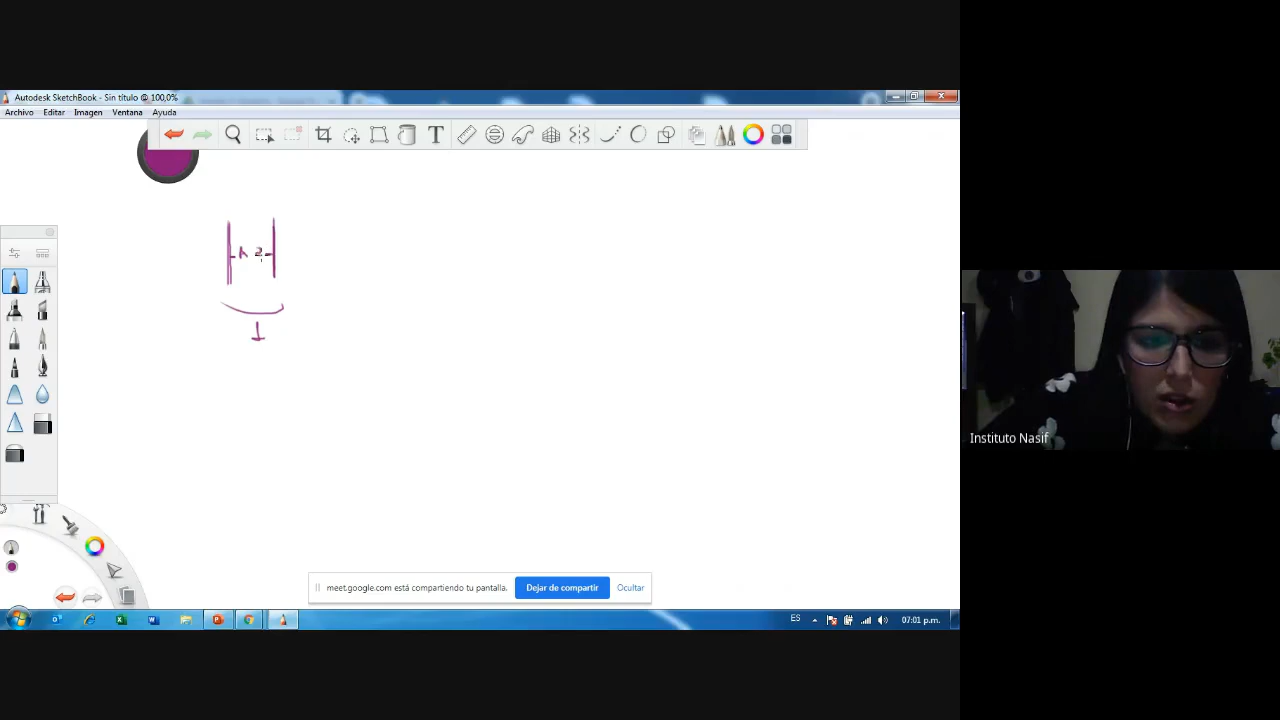 Autodesk SketchBook - Sin título @ 100,0%
Archivo Editar Imagen Ventana Ayuda
T
1
Instituto Nasif
meet.google.com está compartiendo tu pantalla. Dejar de compartir Ocultar
ES 07:01 p.m.